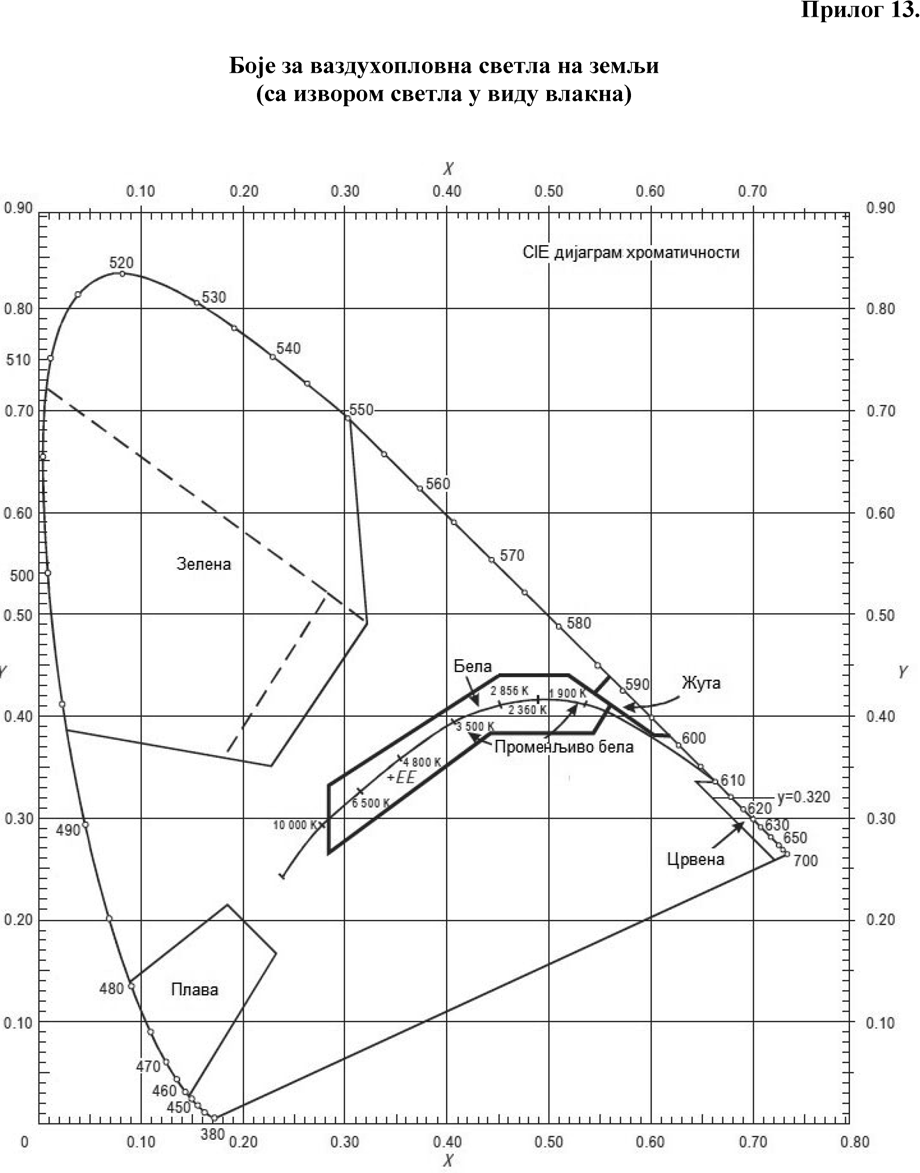 Прилог 13.
Боје за ваздухопловна светла на земљи
(са извором светла у виду влакна)
X
0.10 0.20 0.30 0.40 0.50 0.60 0.70
0.90 0.90
CIE дијаграм хроматичности
520
530
0.80 0.80
540
510
550
0.70 0.70
560
0.60 0.60
570
Зелена
500
0.50 0.50
580
Бела
Y Y
590
Жута
2 856 K 1 900 K
2 360 K
0.40 0.40
3 500 K
600
Променљиво бела
4 800 K
+EE
610
6 500 K
y=0.320
620
0.30 0.30
10 000 K
630
490
650
Црвена
700
0.20 0.20
480
Плава
0.10 0.10
470
460
450
380
0 0.10 0.20 0.30 0.40 0.50 0.60 0.70 0.80
X